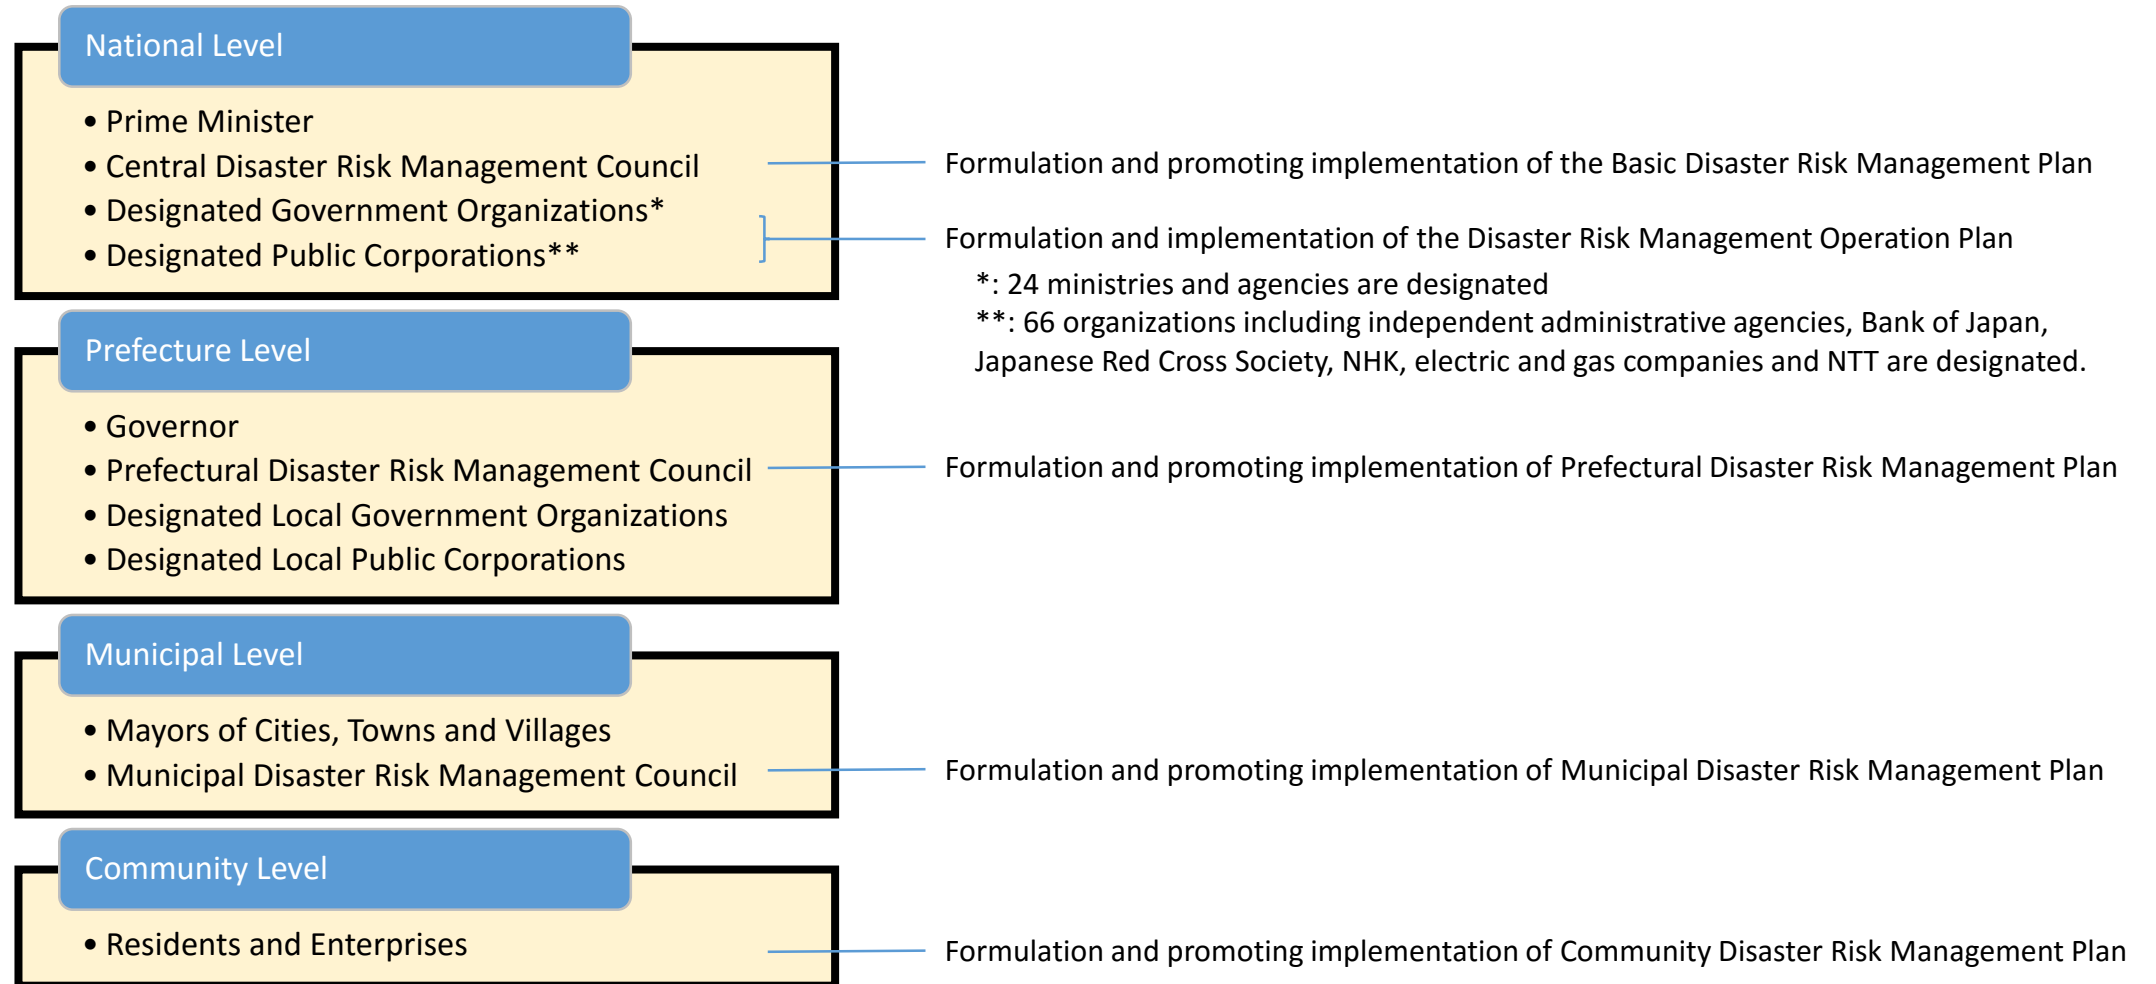 National Level
• Prime Minister
• Central Disaster Risk Management Council
Formulation and promoting implementation of the Basic Disaster Risk Management Plan
• Designated Government Organizations*
• Designated Public Corporations**
Formulation and implementation of the Disaster Risk Management Operation Plan
*: 24 ministries and agencies are designated
**: 66 organizations including independent administrative agencies, Bank of Japan,
Japanese Red Cross Society, NHK, electric and gas companies and NTT are designated.
Prefecture Level
• Governor
• Prefectural Disaster Risk Management Council
Formulation and promoting implementation of Prefectural Disaster Risk Management Plan
• Designated Local Government Organizations
• Designated Local Public Corporations
Municipal Level
• Mayors of Cities, Towns and Villages
• Municipal Disaster Risk Management Council
Formulation and promoting implementation of Municipal Disaster Risk Management Plan
Community Level
• Residents and Enterprises
Formulation and promoting implementation of Community Disaster Risk Management Plan